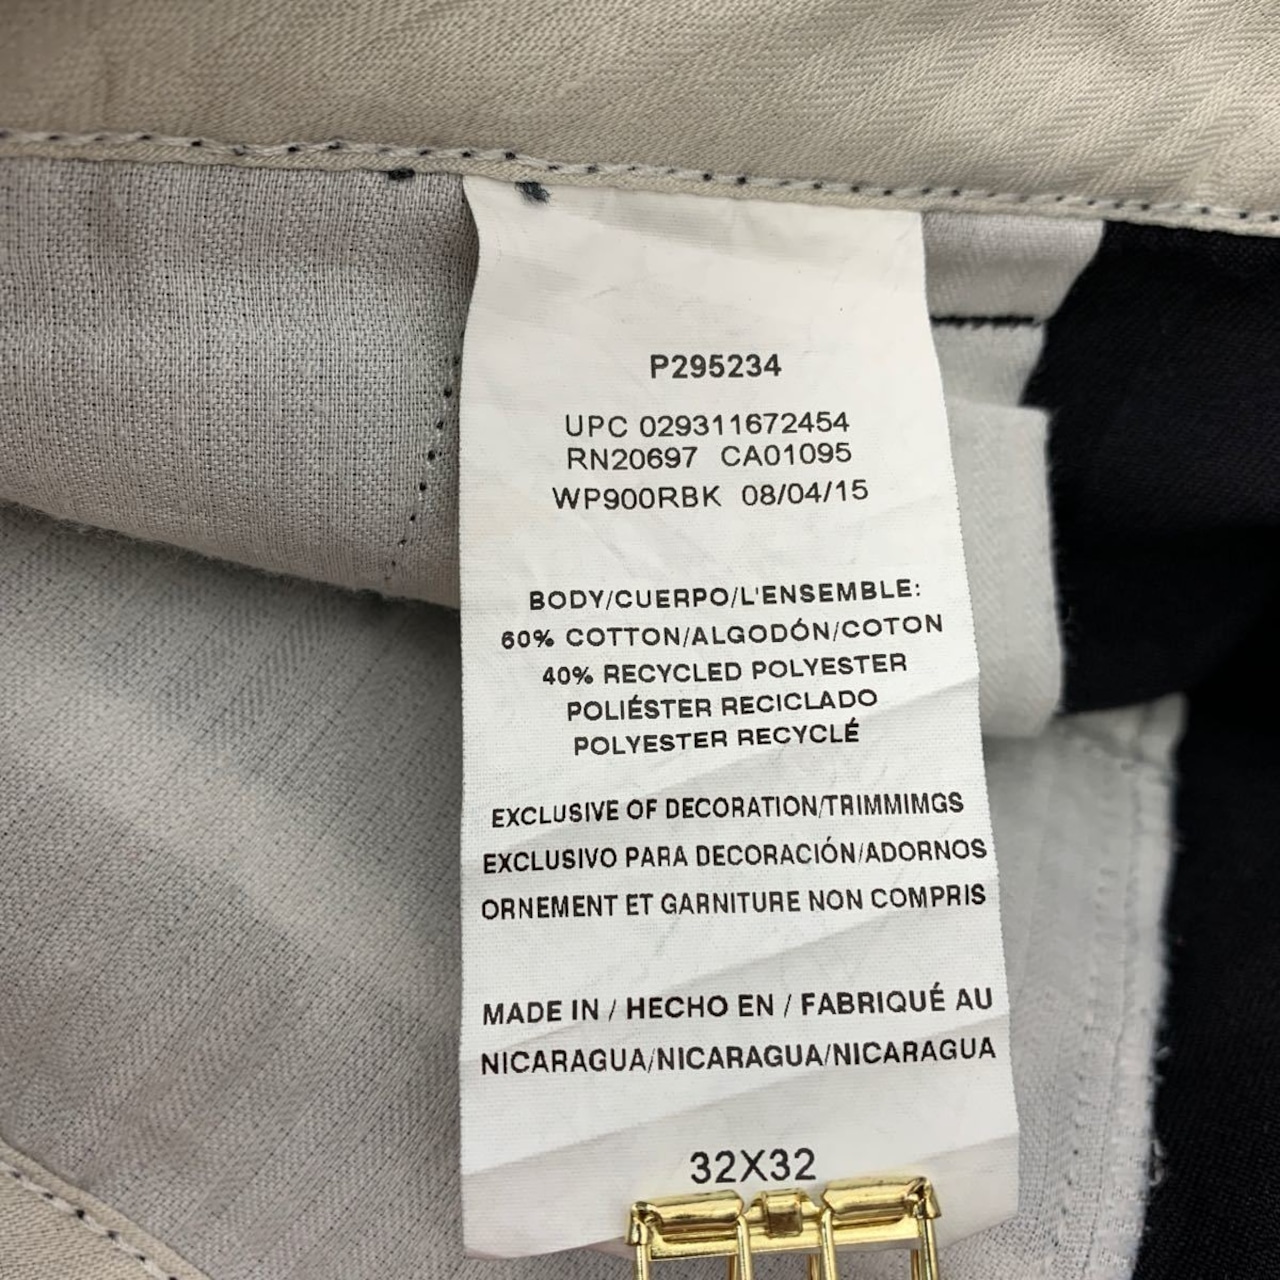 P295234
UPC 029311672454
RN20697 CA01095
WP900RBK 08/04/15
BODY/CUERPO/L'ENSEMBLE:
60% COTTON/ALGODÓN/COTON
40% RECYCLED POLYESTER
POLIÉSTER RECICLADO
POLYESTER RECYCLÉ
EXCLUSIVE OF DECORATION/TRIMMIMGS
EXCLUSIVO PARA DECORACIÓN/ADORNOS
ORNEMENT ET GARNITURE NON COMPRIS
MADE IN / HECHO EN / FABRIQUÉ AU
NICARAGUA/NICARAGUA/NICARAGUA
32X32